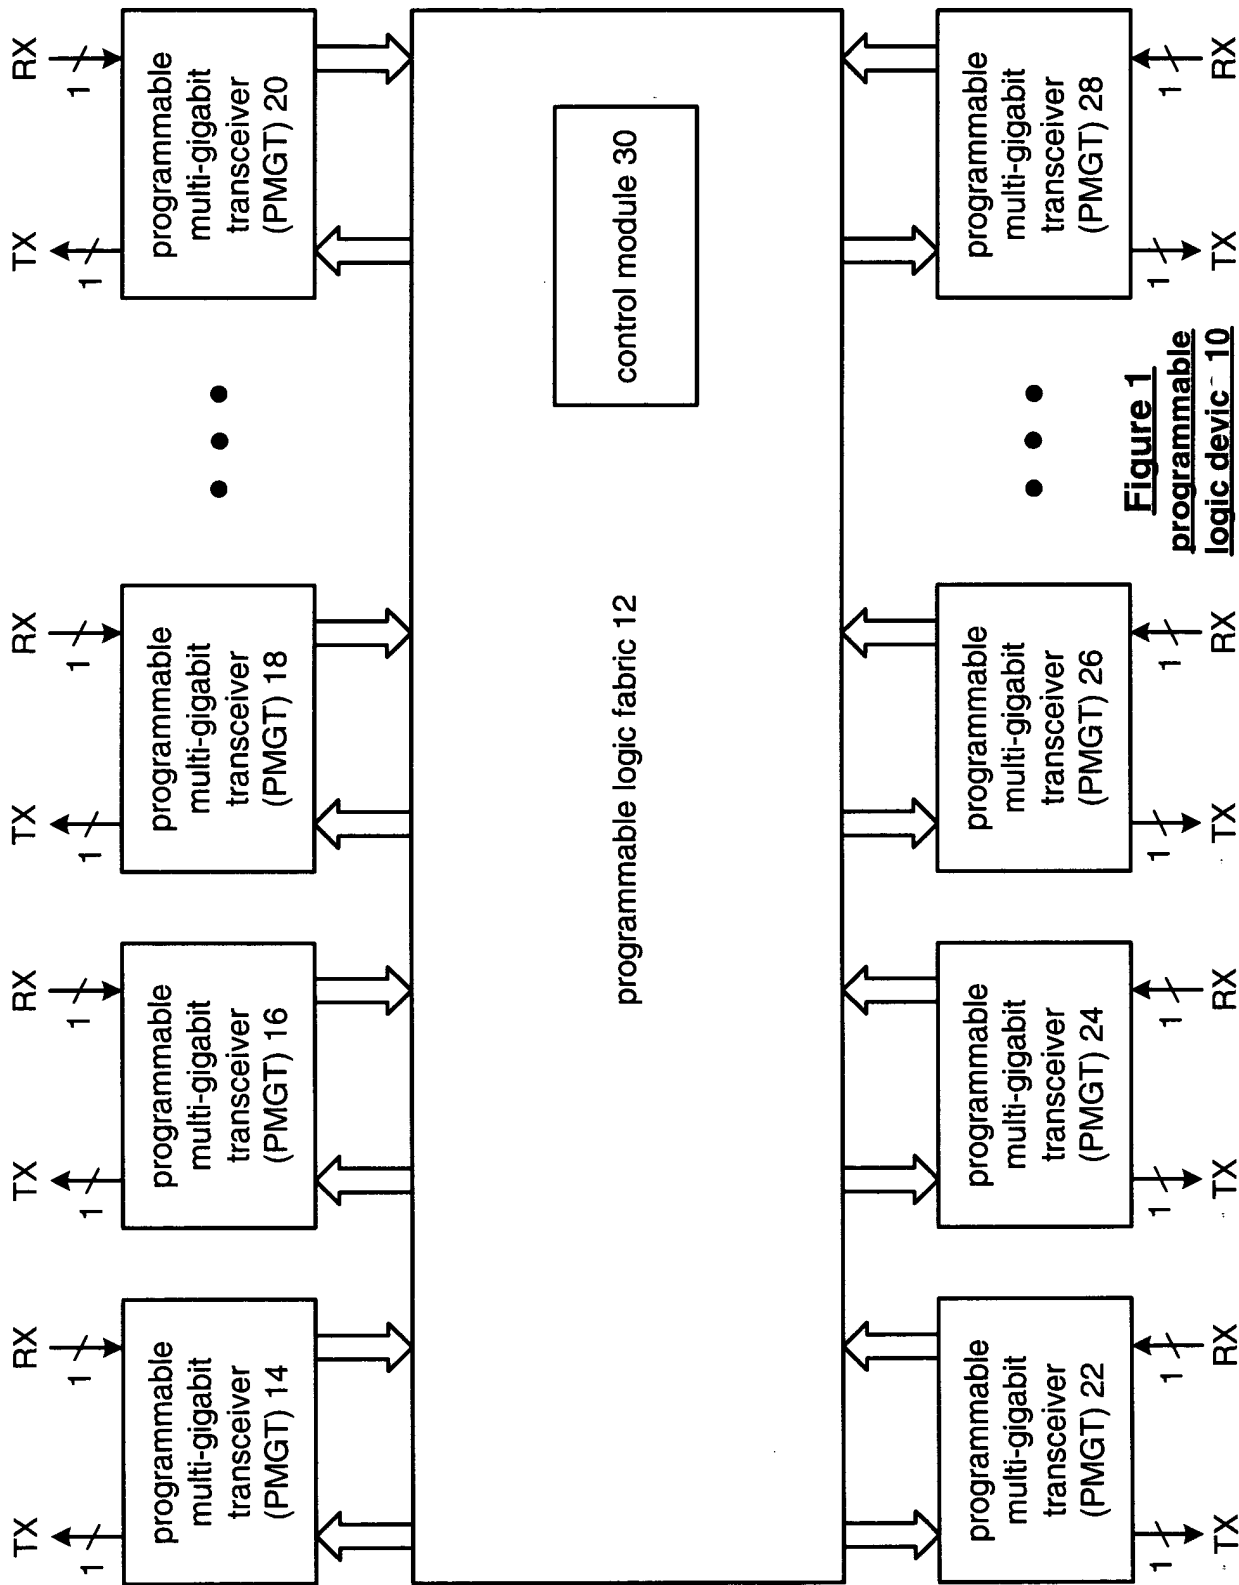 TX
RX
TX
RX
TX
RX
TX
RX
1
1
1
1
1
1
1
1
programmable
multi-gigabit
transceiver
(PMGT) 14
programmable
multi-gigabit
transceiver
(PMGT) 16
programmable
multi-gigabit
transceiver
(PMGT) 18
programmable
multi-gigabit
transceiver
(PMGT) 20
programmable logic fabric 12
control module 30
programmable
multi-gigabit
transceiver
(PMGT) 22
programmable
multi-gigabit
transceiver
(PMGT) 24
programmable
multi-gigabit
transceiver
(PMGT) 26
programmable
multi-gigabit
transceiver
(PMGT) 28
1
1
1
1
1
1
1
1
TX
RX
TX
RX
TX
RX
TX
RX
Figure 1
programmable
logic devic 10